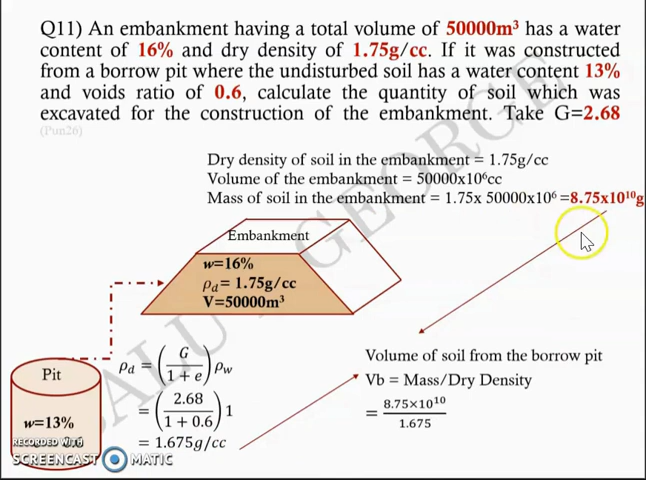 Q11) An embankment having a total volume of 50000m³ has a water
content of 16% and dry density of 1.75g/cc. If it was constructed
from a borrow pit where the undisturbed soil has a water content 13%
and voids ratio of 0.6, calculate the quantity of soil which was
excavated for the construction of the embankment. Take G=2.68
(Pun26)
Dry density of soil in the embankment = 1.75g/cc
Volume of the embankment = 50000x10⁶cc
Mass of soil in the embankment = 1.75x 50000x10⁶ =8.75x10¹⁰g
Embankment
w=16%
ρd= 1.75g/cc
V=50000m³
Pit
w=13%
ρd = (G/(1 + e)) ρw
= (2.68/(1 + 0.6)) 1
= 1.675g/cc
Volume of soil from the borrow pit
Vb = Mass/Dry Density
= 8.75×10¹⁰/1.675
RECORDED WITH
SCREENCAST MATIC
GEORGE